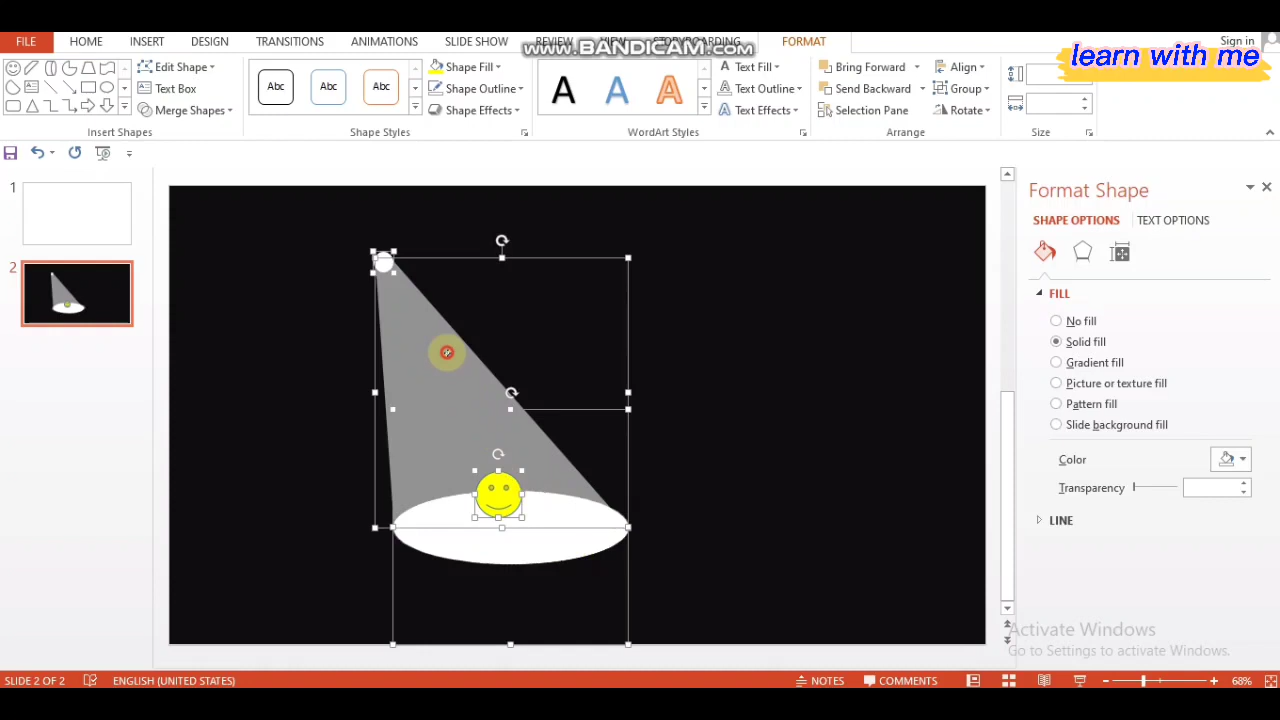 www.BANDICAM.com
FILE HOME INSERT DESIGN TRANSITIONS ANIMATIONS SLIDE SHOW FORMAT Sign in
learn with me
Edit Shape
Text Box
Merge Shapes
Insert Shapes
Abc Abc Abc
Shape Fill
Shape Outline
Shape Effects
Shape Styles
A A A
Text Fill
Text Outline
Text Effects
WordArt Styles
Bring Forward
Send Backward
Selection Pane
Align
Group
Rotate
Arrange
Size
1
2
Format Shape
SHAPE OPTIONS TEXT OPTIONS
FILL
No fill
Solid fill
Gradient fill
Picture or texture fill
Pattern fill
Slide background fill
Color
Transparency
LINE
Activate Windows
Go to Settings to activate Windows.
SLIDE 2 OF 2 ENGLISH (UNITED STATES) NOTES COMMENTS 68%